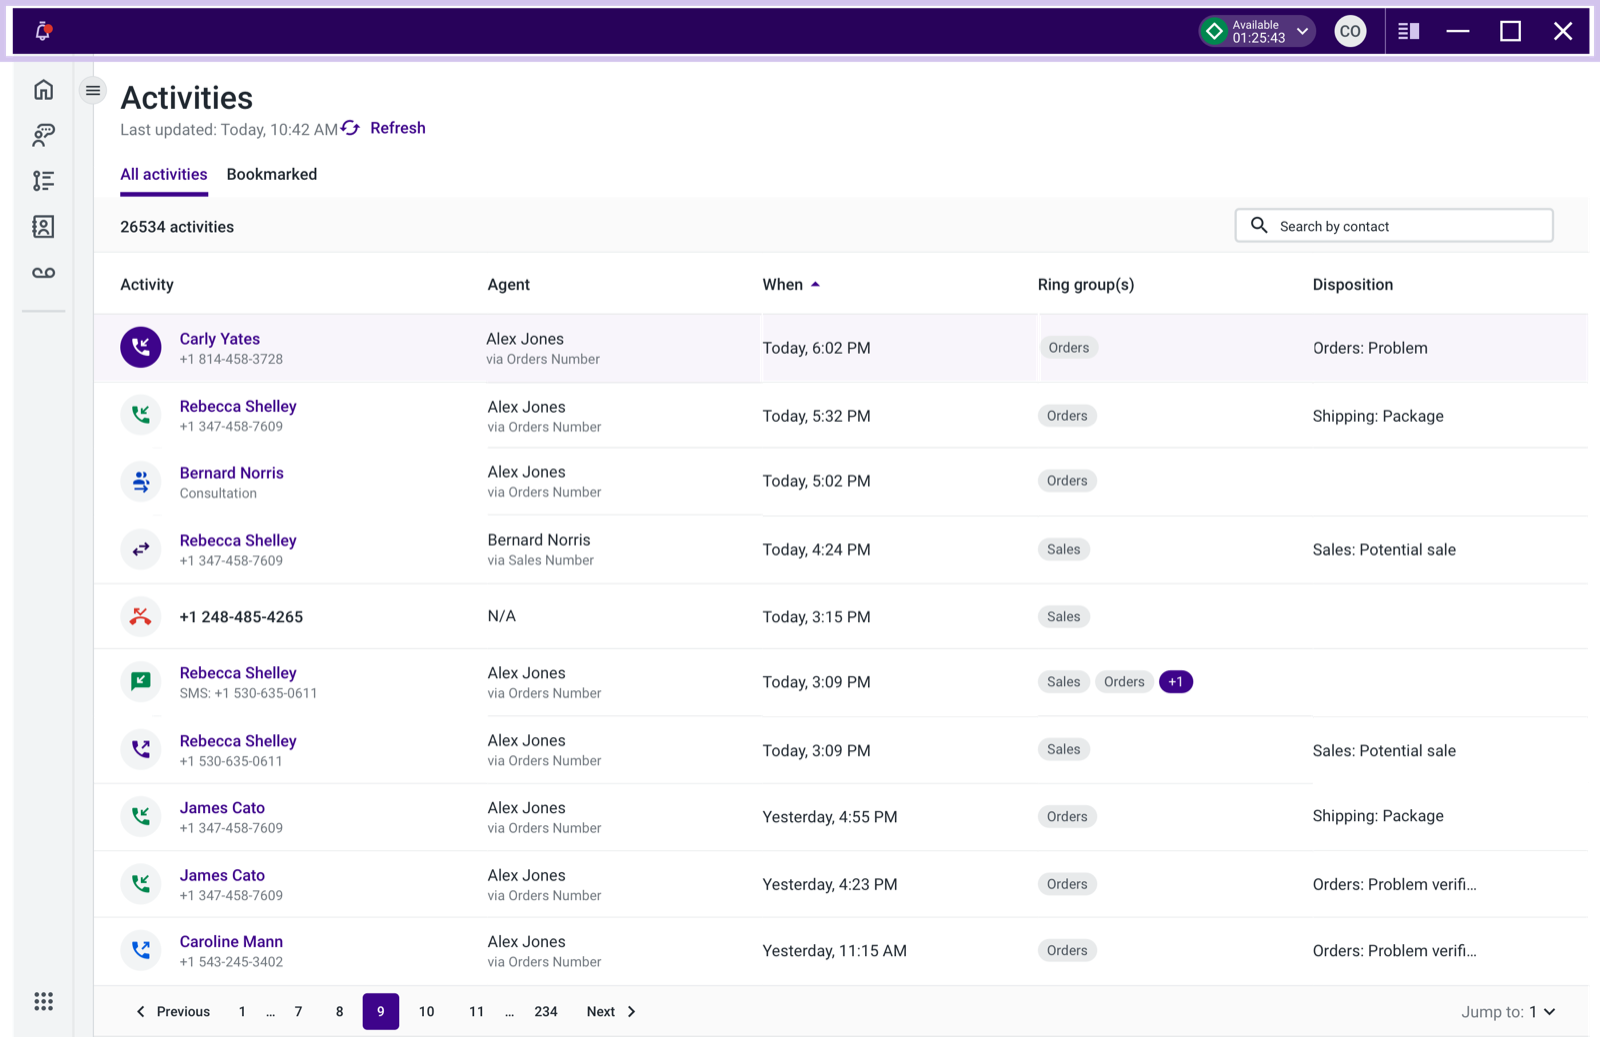 Available
01:25:43
CO
Activities
Last updated: Today, 10:42 AM Refresh
All activities Bookmarked
26534 activities
Search by contact
Activity Agent When Ring group(s) Disposition
Carly Yates
+1 814-458-3728
Alex Jones
via Orders Number
Today, 6:02 PM
Orders
Orders: Problem
Rebecca Shelley
+1 347-458-7609
Alex Jones
via Orders Number
Today, 5:32 PM
Orders
Shipping: Package
Bernard Norris
Consultation
Alex Jones
via Orders Number
Today, 5:02 PM
Orders
Rebecca Shelley
+1 347-458-7609
Bernard Norris
via Sales Number
Today, 4:24 PM
Sales
Sales: Potential sale
+1 248-485-4265
N/A
Today, 3:15 PM
Sales
Rebecca Shelley
SMS: +1 530-635-0611
Alex Jones
via Orders Number
Today, 3:09 PM
Sales Orders +1
Rebecca Shelley
+1 530-635-0611
Alex Jones
via Orders Number
Today, 3:09 PM
Sales
Sales: Potential sale
James Cato
+1 347-458-7609
Alex Jones
via Orders Number
Yesterday, 4:55 PM
Orders
Shipping: Package
James Cato
+1 347-458-7609
Alex Jones
via Orders Number
Yesterday, 4:23 PM
Orders
Orders: Problem verifi...
Caroline Mann
+1 543-245-3402
Alex Jones
via Orders Number
Yesterday, 11:15 AM
Orders
Orders: Problem verifi...
Previous 1 ... 7 8 9 10 11 ... 234 Next
Jump to: 1